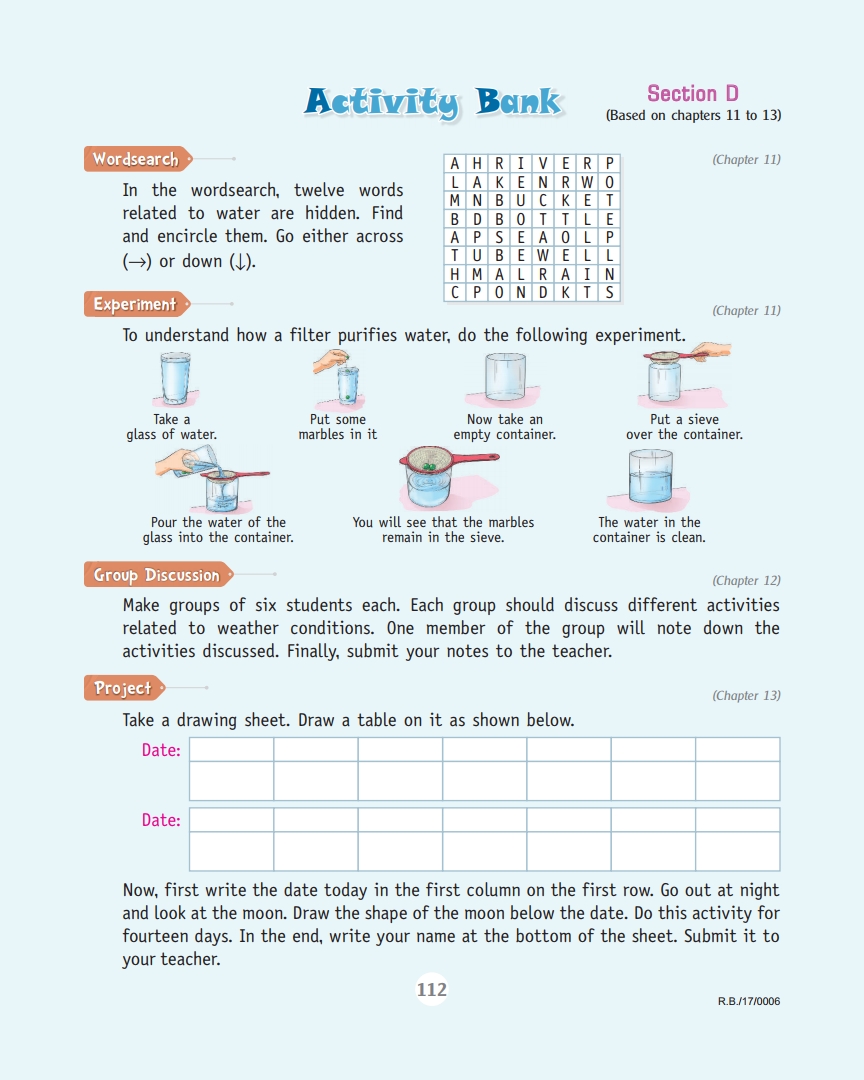 Activity Bank
Section D
(Based on chapters 11 to 13)
Wordsearch
(Chapter 11)
In the wordsearch, twelve words
related to water are hidden. Find
and encircle them. Go either across
(→) or down (↓).
A H R I V E R P
L A K E N R W O
M N B U C K E T
B D B O T T L E
A P S E A O L P
T U B E W E L L
H M A L R A I N
C P O N D K T S
Experiment
(Chapter 11)
To understand how a filter purifies water, do the following experiment.
Take a
glass of water.
Put some
marbles in it
Now take an
empty container.
Put a sieve
over the container.
Pour the water of the
glass into the container.
You will see that the marbles
remain in the sieve.
The water in the
container is clean.
Group Discussion
(Chapter 12)
Make groups of six students each. Each group should discuss different activities
related to weather conditions. One member of the group will note down the
activities discussed. Finally, submit your notes to the teacher.
Project
(Chapter 13)
Take a drawing sheet. Draw a table on it as shown below.
Date:
Date:
Now, first write the date today in the first column on the first row. Go out at night
and look at the moon. Draw the shape of the moon below the date. Do this activity for
fourteen days. In the end, write your name at the bottom of the sheet. Submit it to
your teacher.
112
R.B./17/0006